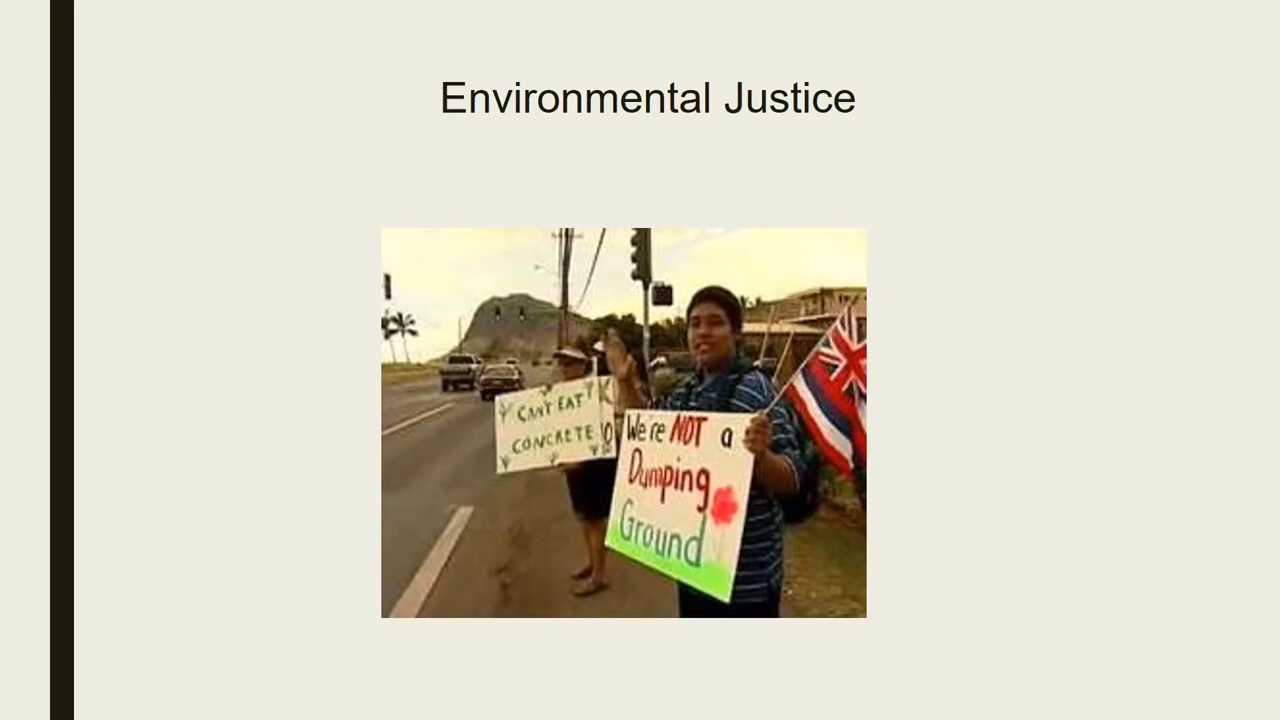 Environmental Justice
CAN'T EAT
CONCRETE
We're NOT a
Dumping
Ground